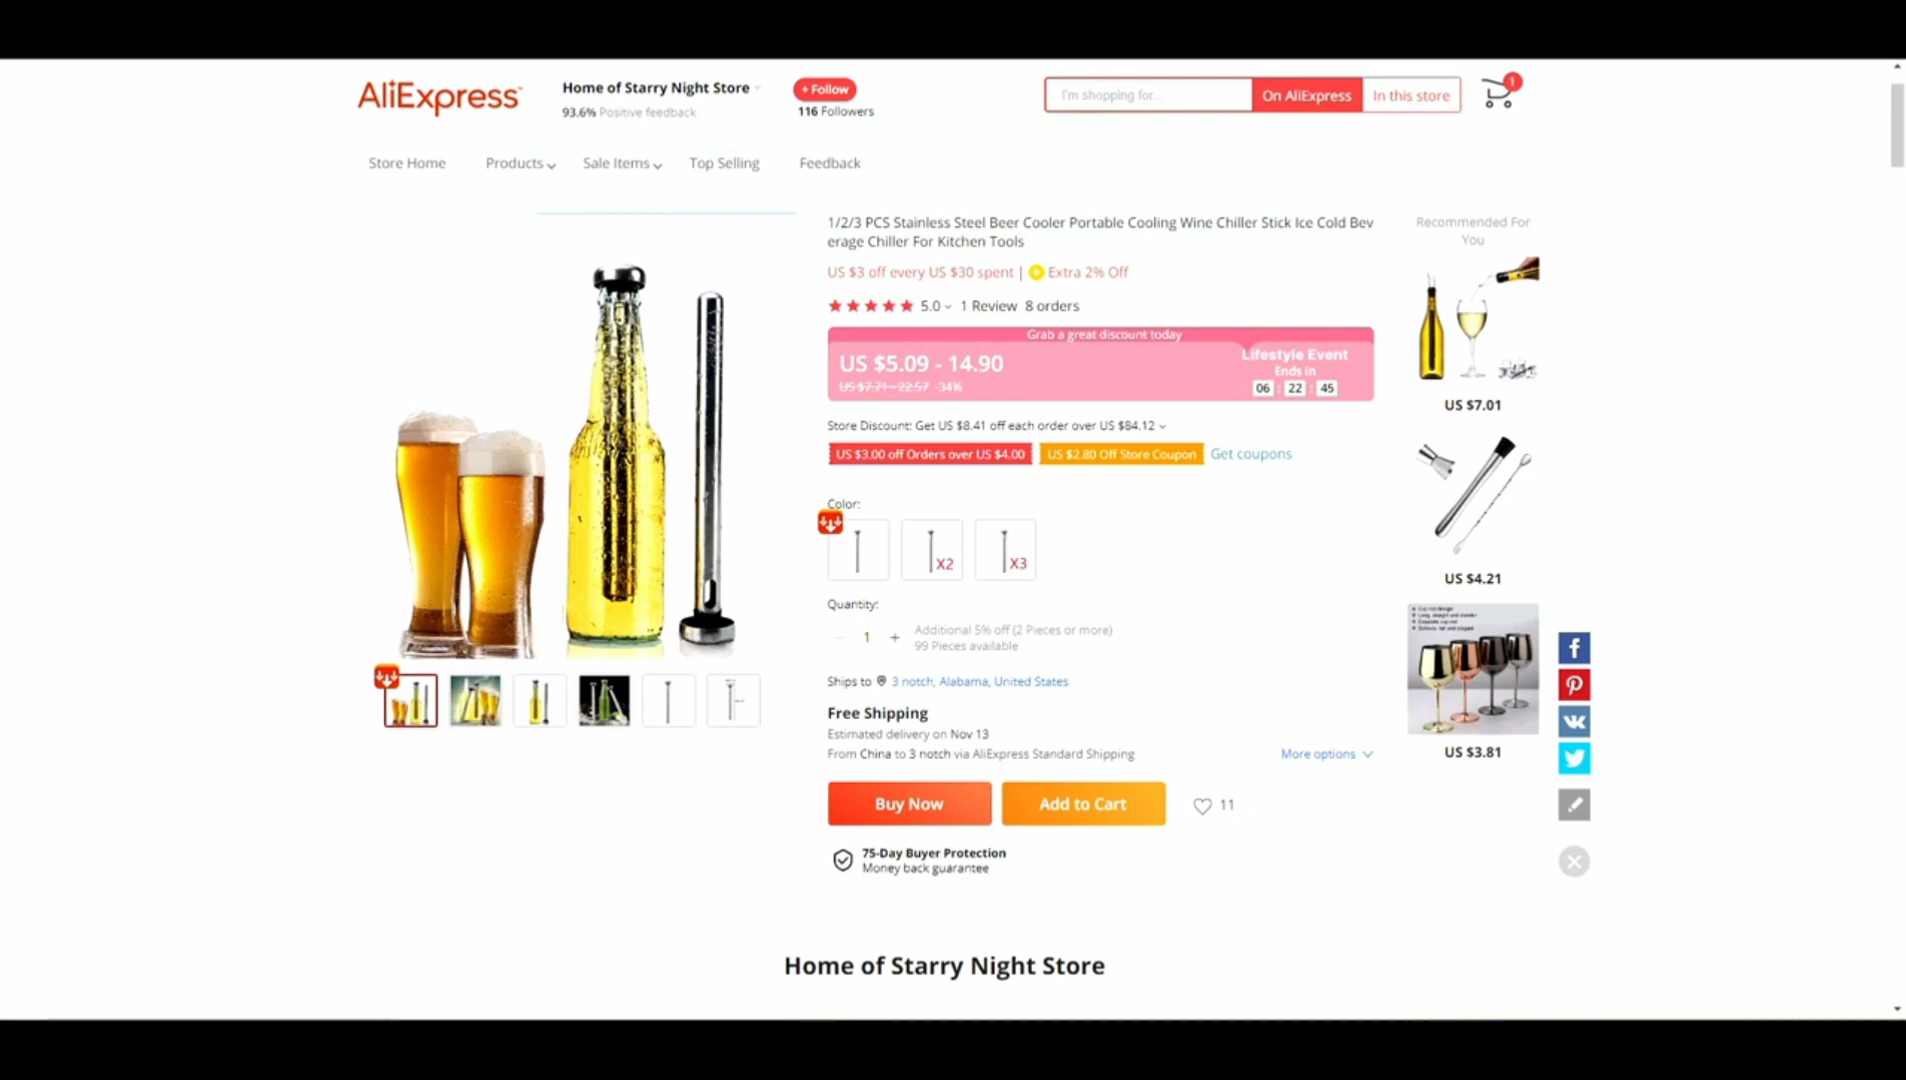 AliExpress
Home of Starry Night Store
93.6% Positive feedback
+ Follow
116 Followers
I'm shopping for...
On AliExpress
In this store
1
Store Home
Products
Sale Items
Top Selling
Feedback
1/2/3 PCS Stainless Steel Beer Cooler Portable Cooling Wine Chiller Stick Ice Cold Bev
erage Chiller For Kitchen Tools
US $3 off every US $30 spent | Extra 2% Off
5.0 1 Review 8 orders
Grab a great discount today
US $5.09 - 14.90
US $7.71 - 22.57 -34%
Lifestyle Event
Ends in
06 : 22 : 45
Store Discount: Get US $8.41 off each order over US $84.12
US $3.00 off Orders over US $4.00
US $2.80 Off Store Coupon
Get coupons
Color:
X2
X3
Quantity:
1 +
Additional 5% off (2 Pieces or more)
99 Pieces available
Ships to 3 notch, Alabama, United States
Free Shipping
Estimated delivery on Nov 13
From China to 3 notch via AliExpress Standard Shipping
More options
Buy Now
Add to Cart
11
75-Day Buyer Protection
Money back guarantee
Recommended For
You
US $7.01
US $4.21
US $3.81
Home of Starry Night Store